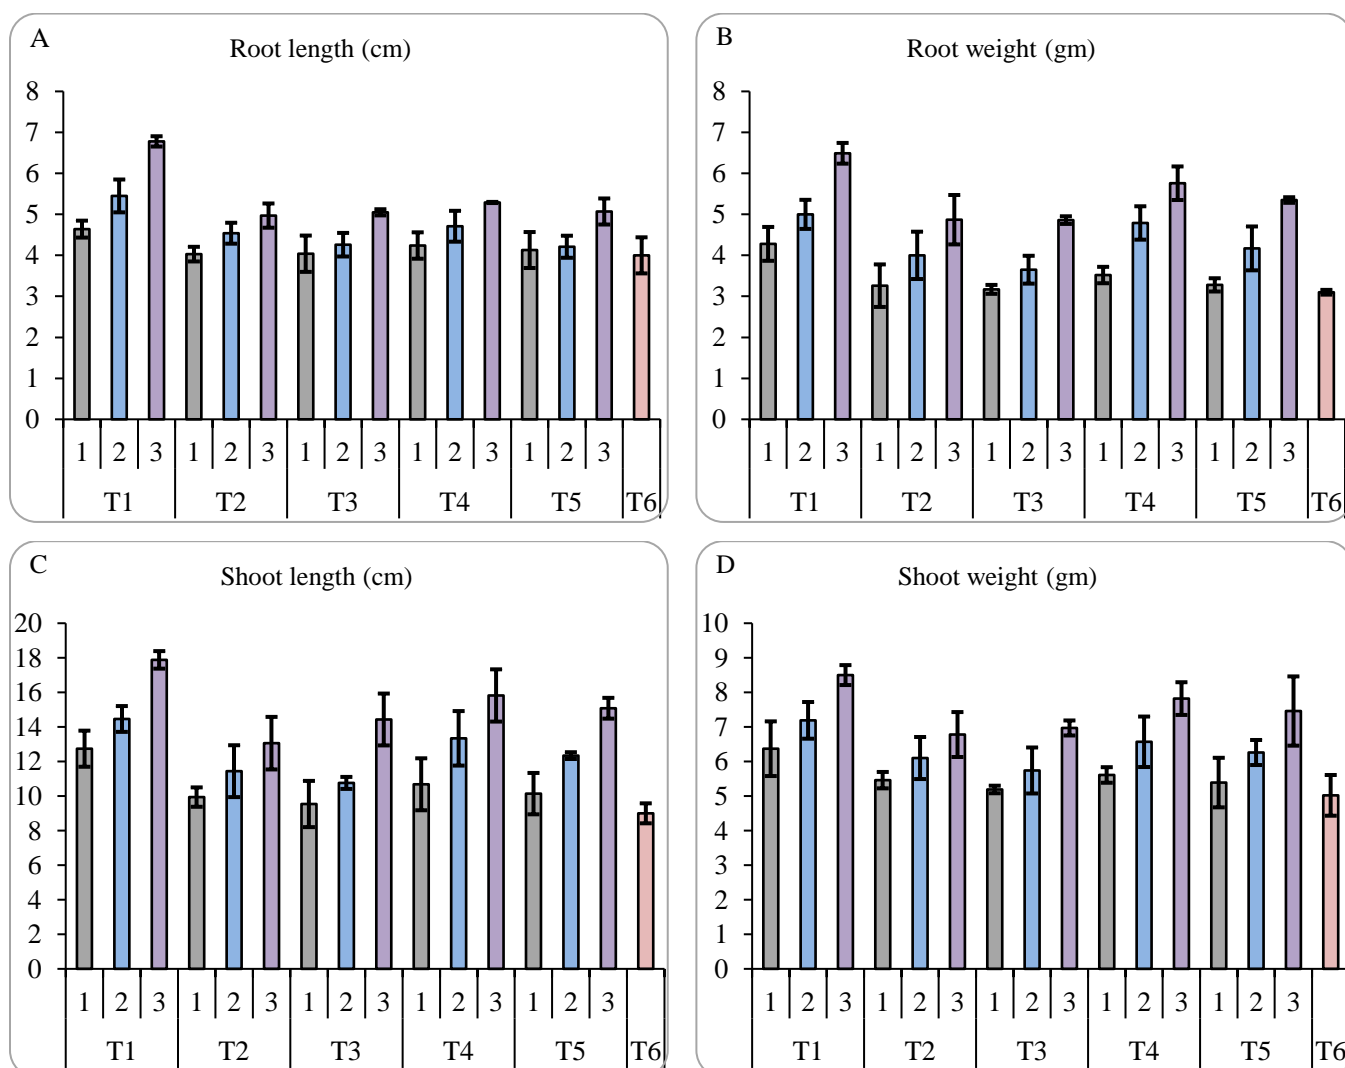 A
Root length (cm)
8
7
6
5
4
3
2
1
0
1 2 3 1 2 3 1 2 3 1 2 3 1 2 3
T1 T2 T3 T4 T5 T6
B
Root weight (gm)
8
7
6
5
4
3
2
1
0
1 2 3 1 2 3 1 2 3 1 2 3 1 2 3
T1 T2 T3 T4 T5 T6
C
Shoot length (cm)
20
18
16
14
12
10
8
6
4
2
0
1 2 3 1 2 3 1 2 3 1 2 3 1 2 3
T1 T2 T3 T4 T5 T6
D
Shoot weight (gm)
10
9
8
7
6
5
4
3
2
1
0
1 2 3 1 2 3 1 2 3 1 2 3 1 2 3
T1 T2 T3 T4 T5 T6